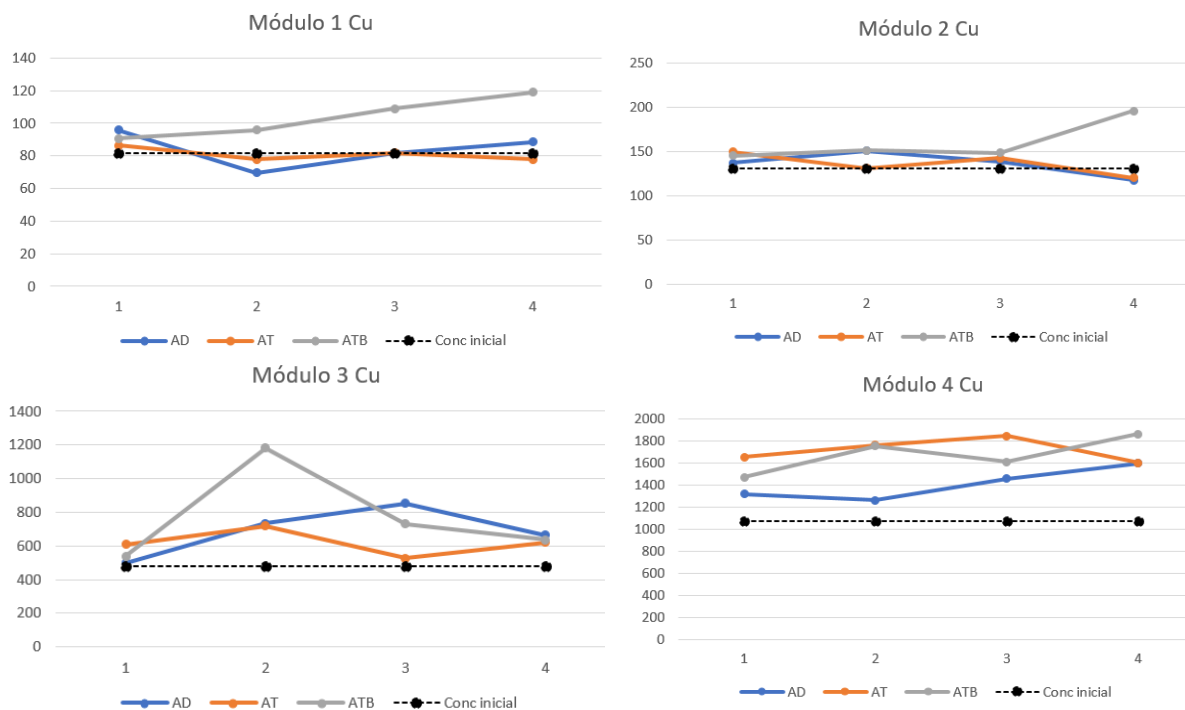 Módulo 1 Cu
140
120
100
80
60
40
20
0
1 2 3 4
AD AT ATB Conc inicial
Módulo 2 Cu
250
200
150
100
50
0
1 2 3 4
AD AT ATB Conc inicial
Módulo 3 Cu
1400
1200
1000
800
600
400
200
0
1 2 3 4
AD AT ATB Conc inicial
Módulo 4 Cu
2000
1800
1600
1400
1200
1000
800
600
400
200
0
1 2 3 4
AD AT ATB Conc inicial